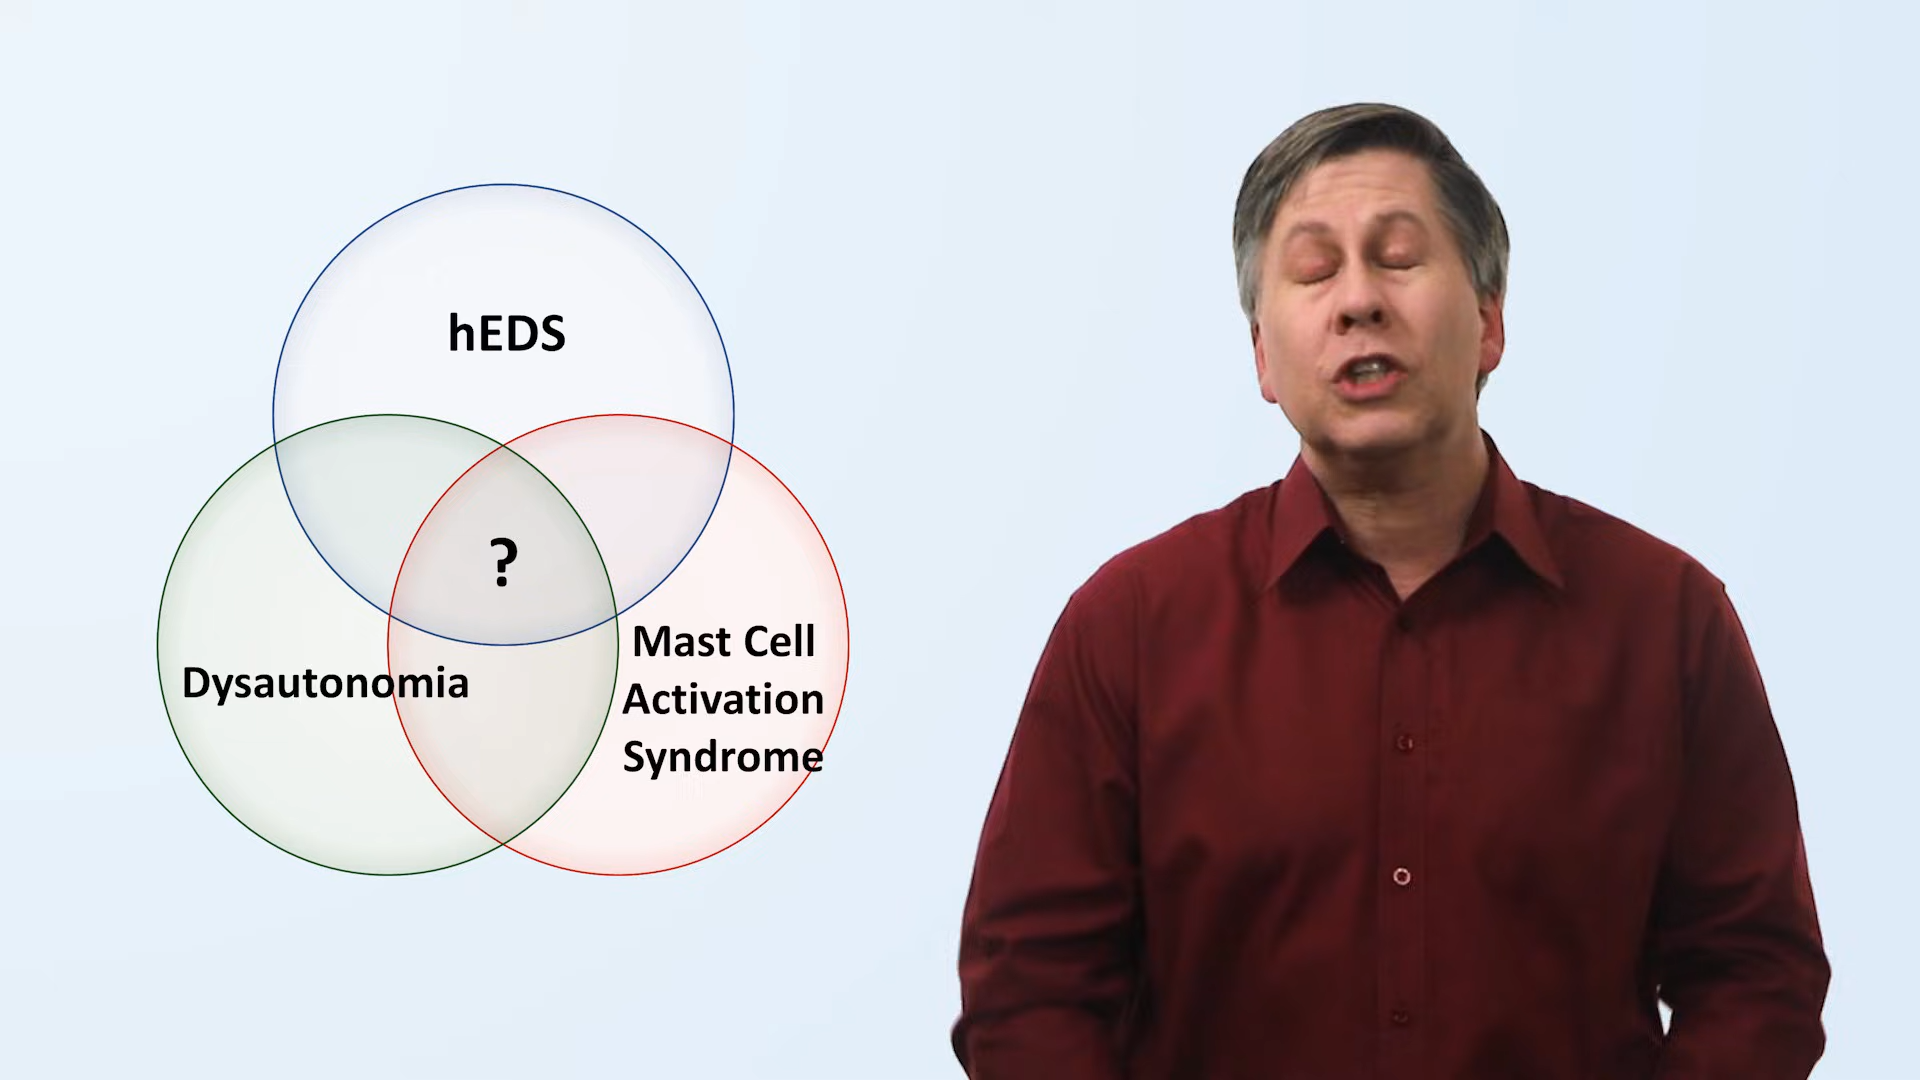 hEDS
?
Dysautonomia
Mast Cell
Activation
Syndrome